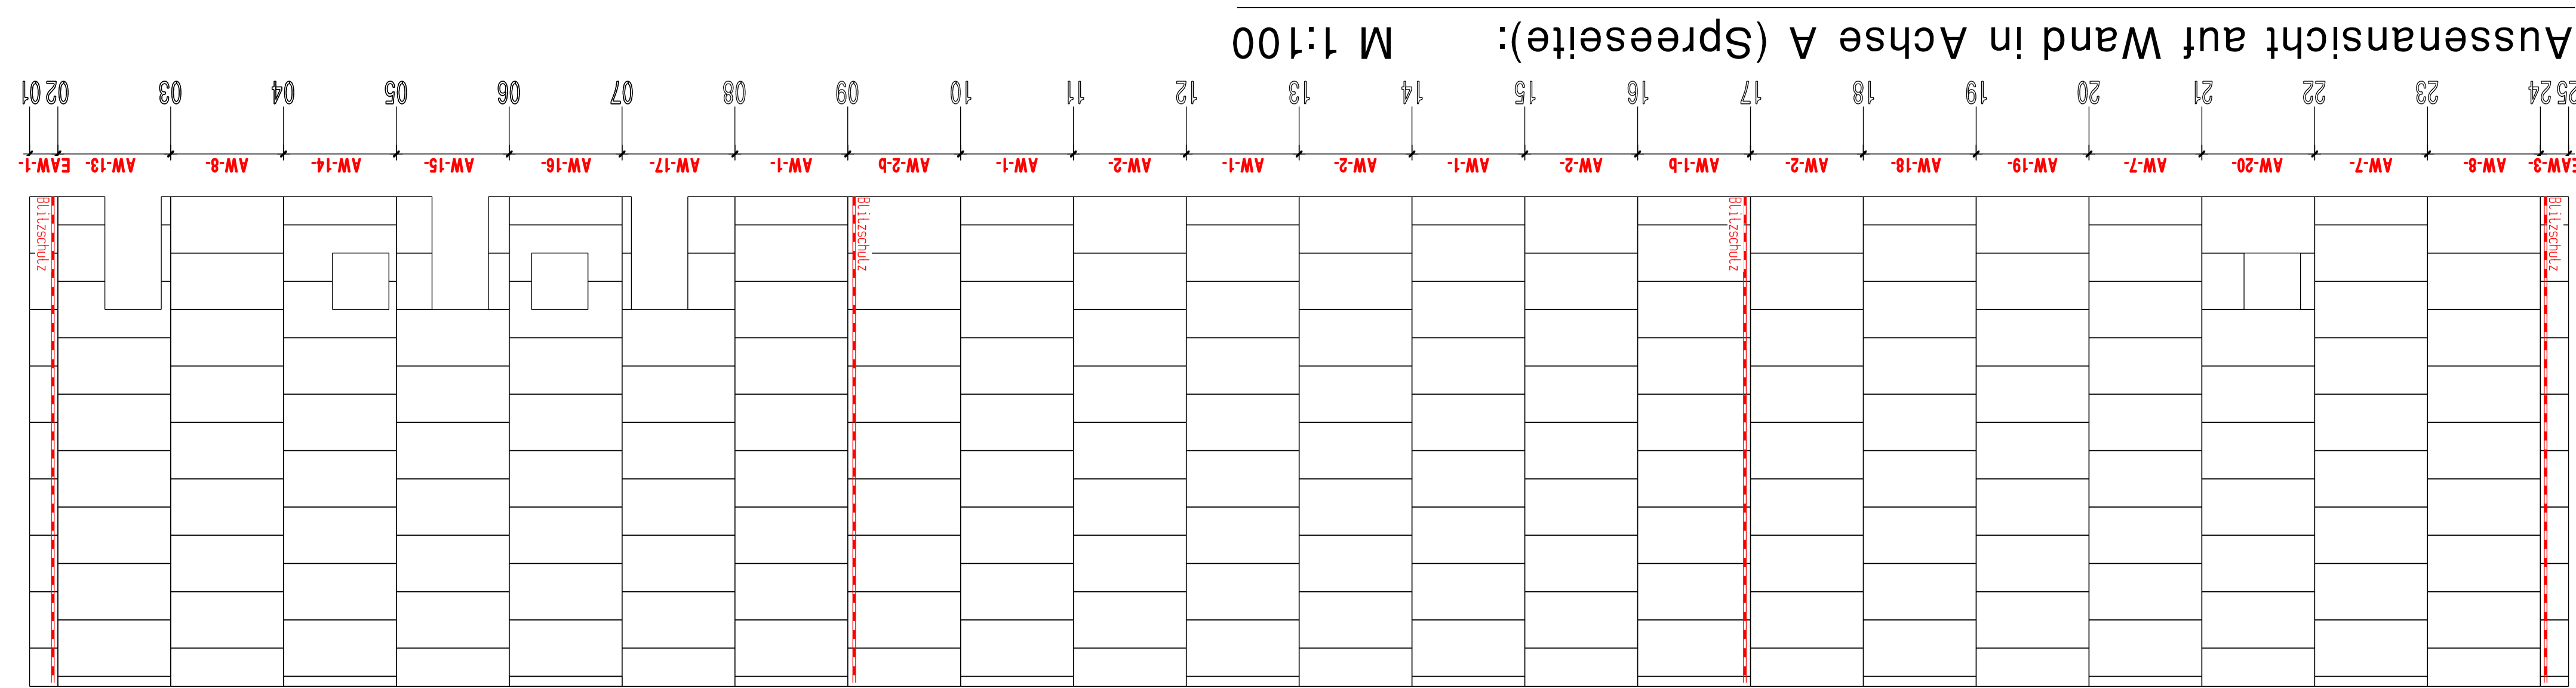 Blitzschutz
Blitzschutz
Blitzschutz
Blitzschutz
EAW-3- AW-8- AW-7- AW-20- AW-7- AW-19- AW-18- AW-2- AW-1-b AW-2- AW-1- AW-2- AW-1- AW-2- AW-1- AW-2-b AW-1- AW-17- AW-16- AW-15- AW-14- AW-8- AW-13- EAW-1-
25 24 23 22 21 20 19 18 17 16 15 14 13 12 11 10 09 08 07 06 05 04 03 02 01
Aussenansicht auf Wand in Achse A (Spreeseite): M 1:100